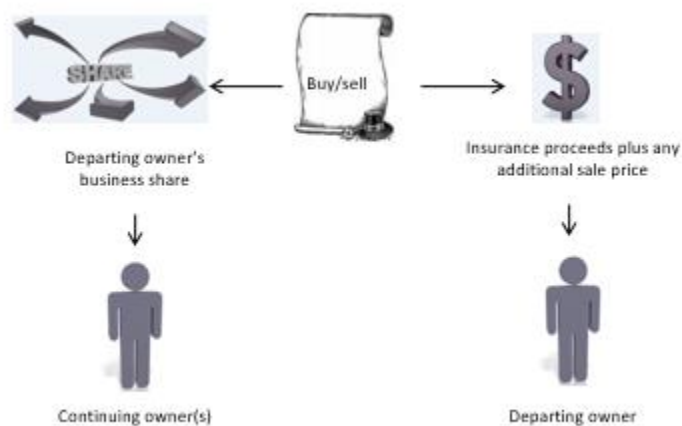 SHARE
Buy/sell
Departing owner's
business share
Insurance proceeds plus any
additional sale price
Continuing owner(s)
Departing owner